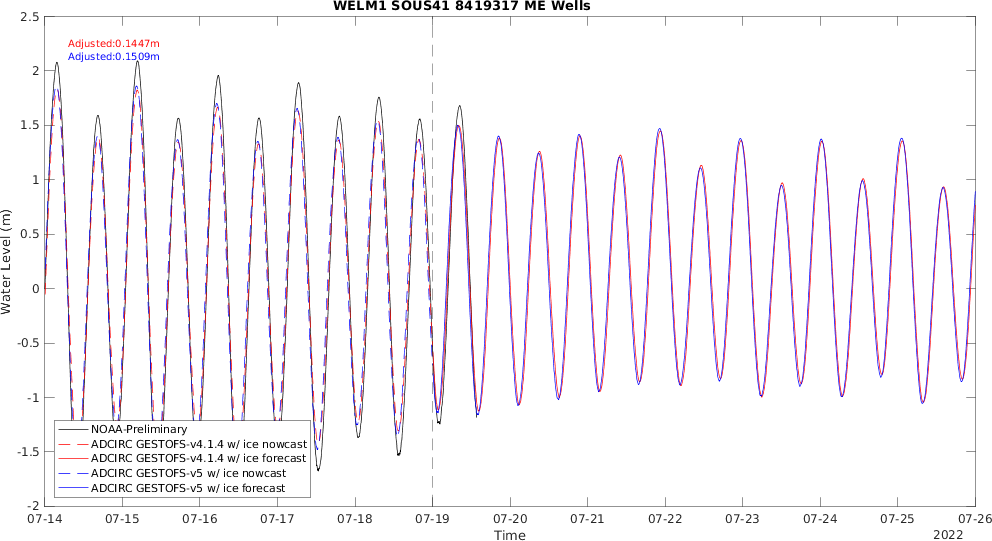 WELM1 SOUS41 8419317 ME Wells
Adjusted:0.1447m
Adjusted:0.1509m
2.5
2
1.5
1
0.5
0
-0.5
-1
-1.5
-2
Water Level (m)
NOAA-Preliminary
ADCIRC GESTOFS-v4.1.4 w/ ice nowcast
ADCIRC GESTOFS-v4.1.4 w/ ice forecast
ADCIRC GESTOFS-v5 w/ ice nowcast
ADCIRC GESTOFS-v5 w/ ice forecast
07-14 07-15 07-16 07-17 07-18 07-19 07-20 07-21 07-22 07-23 07-24 07-25 07-26
Time
2022